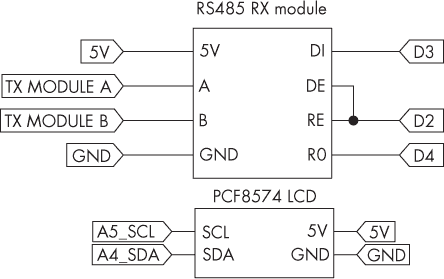 RS485 RX module
5V 5V DI D3
TX MODULE A A DE
TX MODULE B B RE D2
GND GND R0 D4
PCF8574 LCD
A5_SCL SCL 5V 5V
A4_SDA SDA GND GND